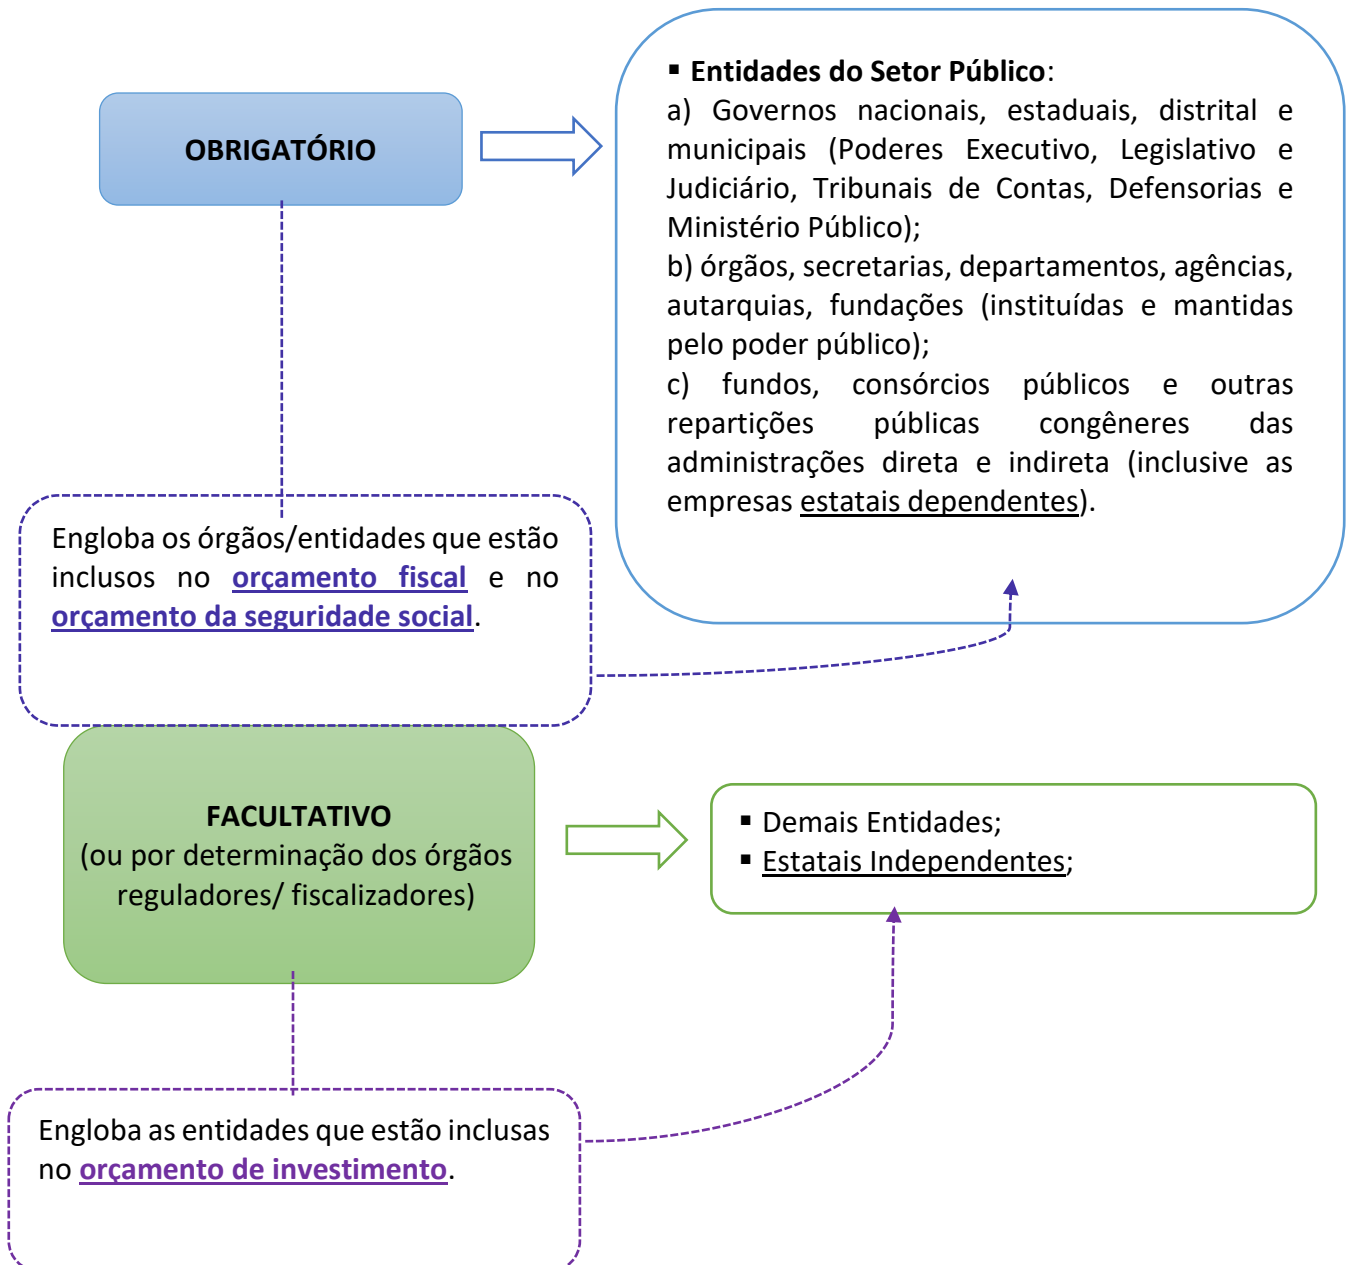 OBRIGATÓRIO
▪ Entidades do Setor Público:
a) Governos nacionais, estaduais, distrital e
municipais (Poderes Executivo, Legislativo e
Judiciário, Tribunais de Contas, Defensorias e
Ministério Público);
b) órgãos, secretarias, departamentos, agências,
autarquias, fundações (instituídas e mantidas
pelo poder público);
c) fundos, consórcios públicos e outras
repartições públicas congêneres das
administrações direta e indireta (inclusive as
empresas estatais dependentes).
Engloba os órgãos/entidades que estão
inclusos no orçamento fiscal e no
orçamento da seguridade social.
FACULTATIVO
(ou por determinação dos órgãos
reguladores/ fiscalizadores)
▪ Demais Entidades;
▪ Estatais Independentes;
Engloba as entidades que estão inclusas
no orçamento de investimento.